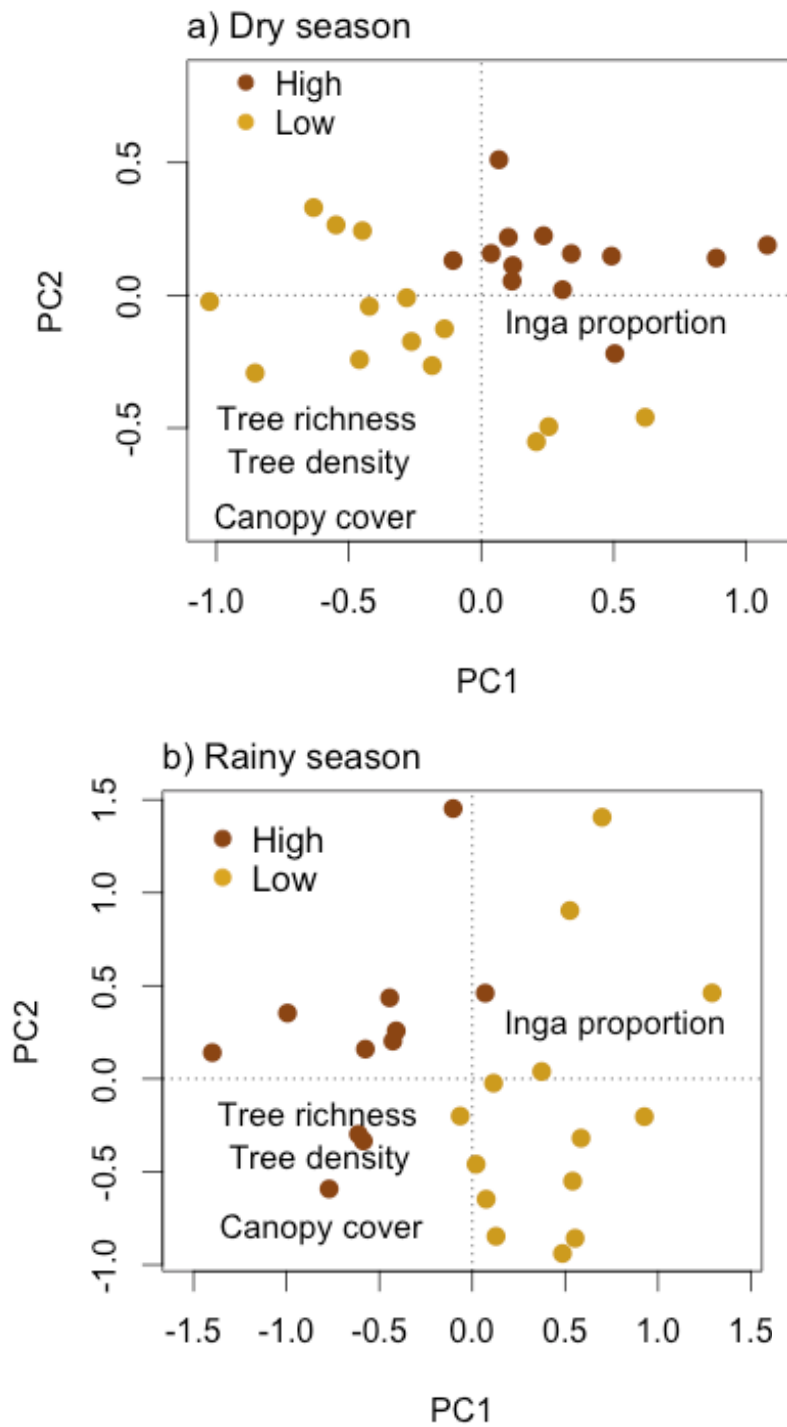 a) Dry season
High
Low
0.5
0.0
-0.5
PC2
Inga proportion
Tree richness
Tree density
Canopy cover
-1.0 -0.5 0.0 0.5 1.0
PC1
b) Rainy season
High
Low
1.5
1.0
0.5
0.0
-0.5
-1.0
PC2
Inga proportion
Tree richness
Tree density
Canopy cover
-1.5 -1.0 -0.5 0.0 0.5 1.0 1.5
PC1